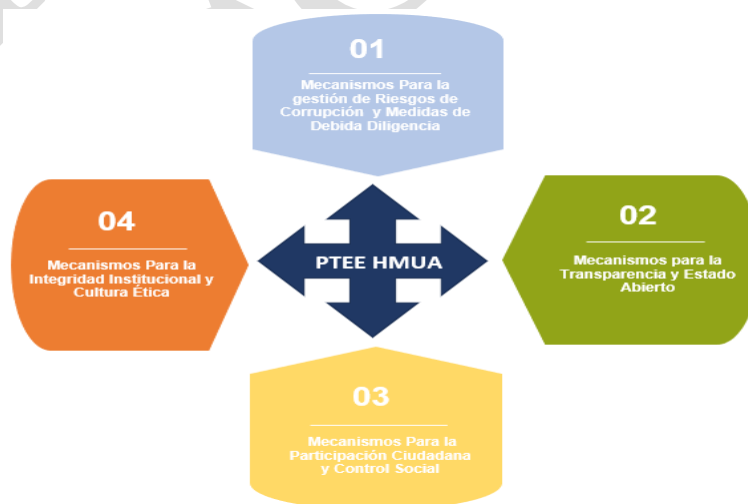 01
Mecanismos Para la
gestión de Riesgos de
Corrupción y Medidas de
Debida Diligencia
04
Mecanismos Para la
Integridad Institucional y
Cultura Ética
PTEE HMUA
02
Mecanismos para la
Transparencia y Estado
Abierto
03
Mecanismos Para la
Participación Ciudadana
y Control Social